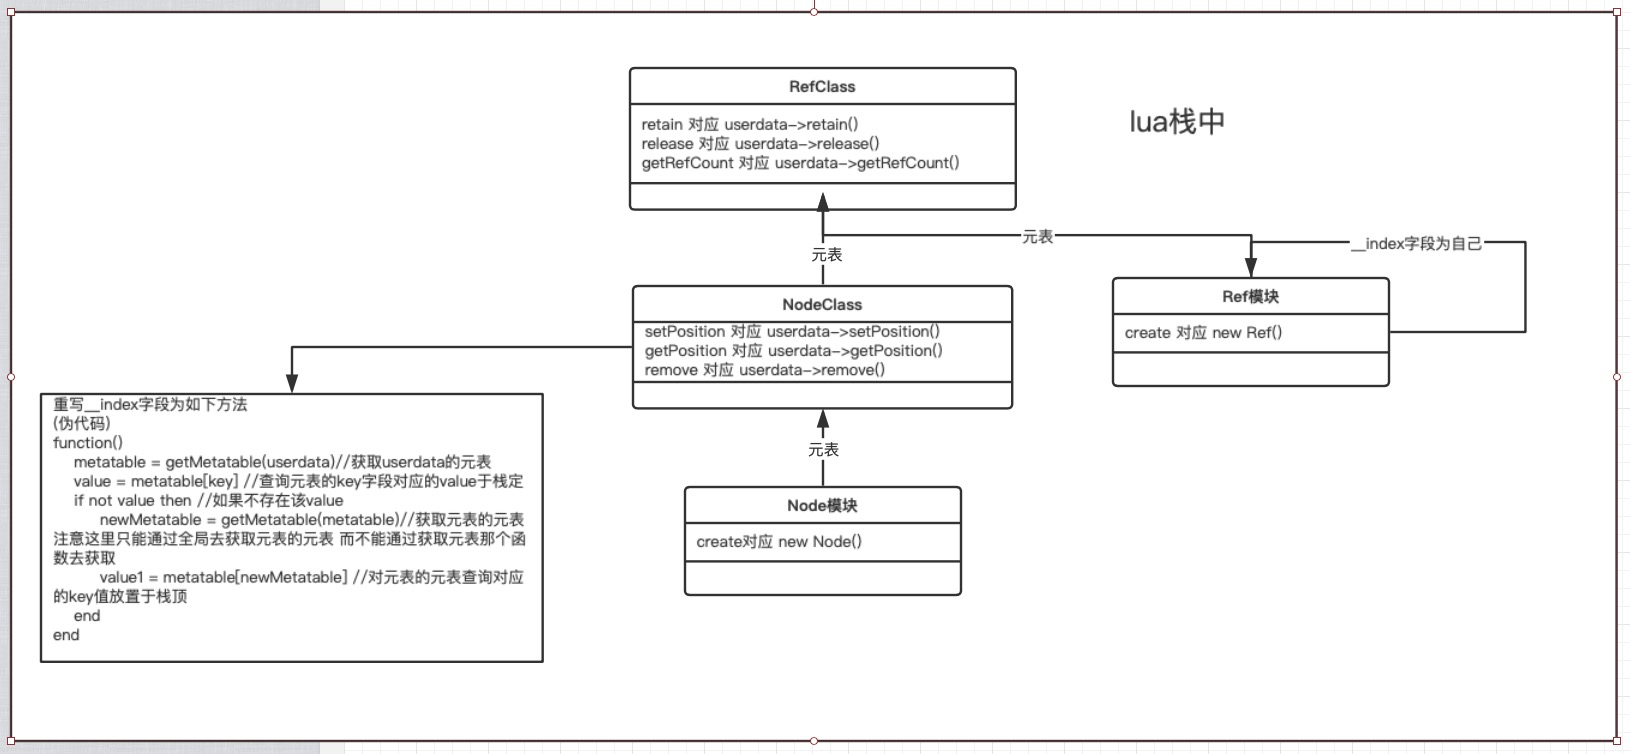 RefClass
retain 对应 userdata->retain()
release 对应 userdata->release()
getRefCount 对应 userdata->getRefCount()
lua栈中
元表
__index字段为自己
元表
NodeClass
setPosition 对应 userdata->setPosition()
getPosition 对应 userdata->getPosition()
remove 对应 userdata->remove()
Ref模块
create 对应 new Ref()
重写__index字段为如下方法
(伪代码)
function()
metatable = getMetatable(userdata)//获取userdata的元表
value = metatable[key] //查询元表的key字段对应的value于栈定
if not value then //如果不存在该value
newMetatable = getMetatable(metatable)//获取元表的元表
注意这里只能通过全局去获取元表的元表 而不能通过获取元表那个函
数去获取
value1 = metatable[newMetatable] //对元表的元表查询对应
的key值放置于栈顶
end
end
元表
Node模块
create对应 new Node()